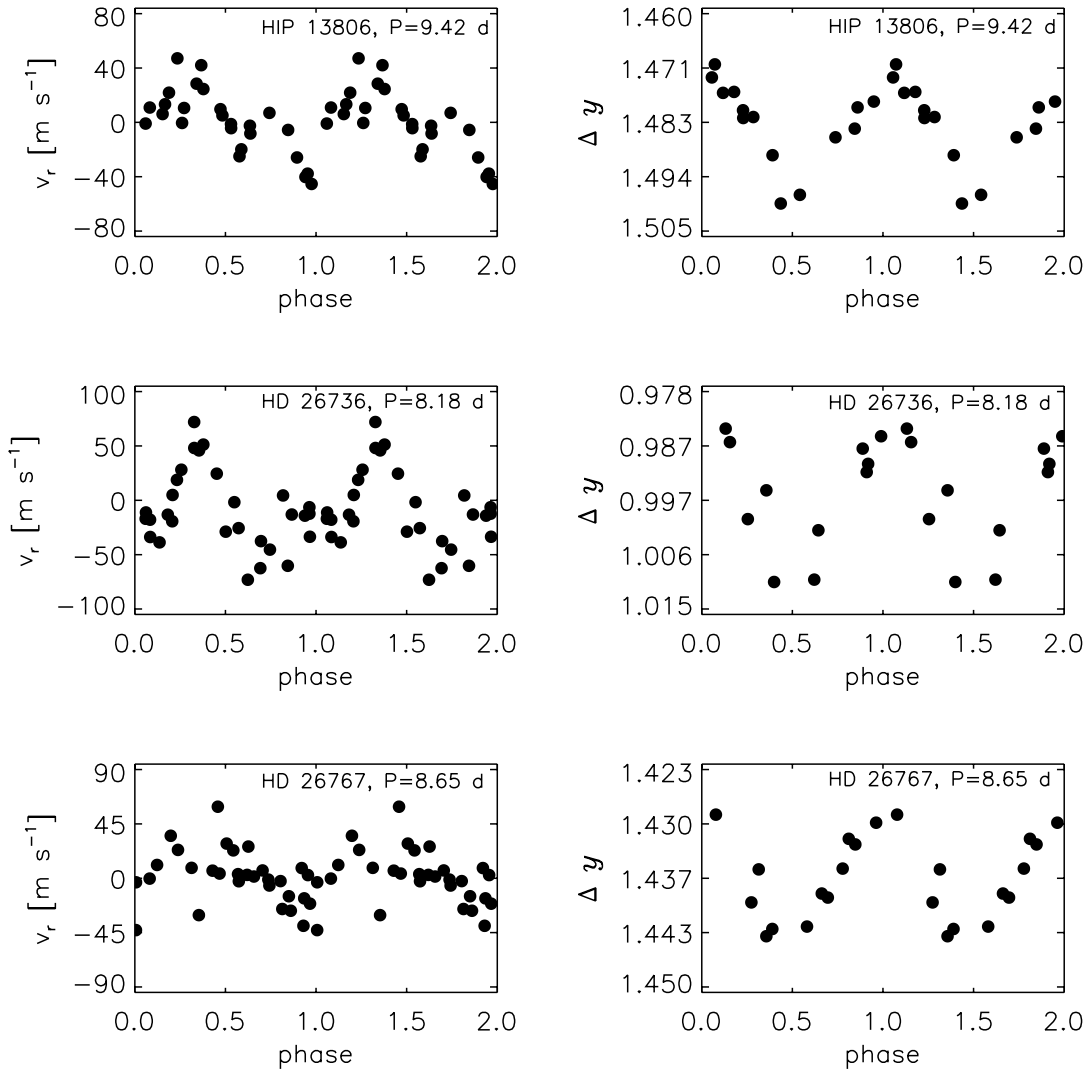 80
40
0
−40
−80
v_r [m s⁻¹]
HIP 13806, P=9.42 d
0.0 0.5 1.0 1.5 2.0
phase
1.460
1.471
1.483
1.494
1.505
Δ y
HIP 13806, P=9.42 d
0.0 0.5 1.0 1.5 2.0
phase
100
50
0
−50
−100
v_r [m s⁻¹]
HD 26736, P=8.18 d
0.0 0.5 1.0 1.5 2.0
phase
0.978
0.987
0.997
1.006
1.015
Δ y
HD 26736, P=8.18 d
0.0 0.5 1.0 1.5 2.0
phase
90
45
0
−45
−90
v_r [m s⁻¹]
HD 26767, P=8.65 d
0.0 0.5 1.0 1.5 2.0
phase
1.423
1.430
1.437
1.443
1.450
Δ y
HD 26767, P=8.65 d
0.0 0.5 1.0 1.5 2.0
phase